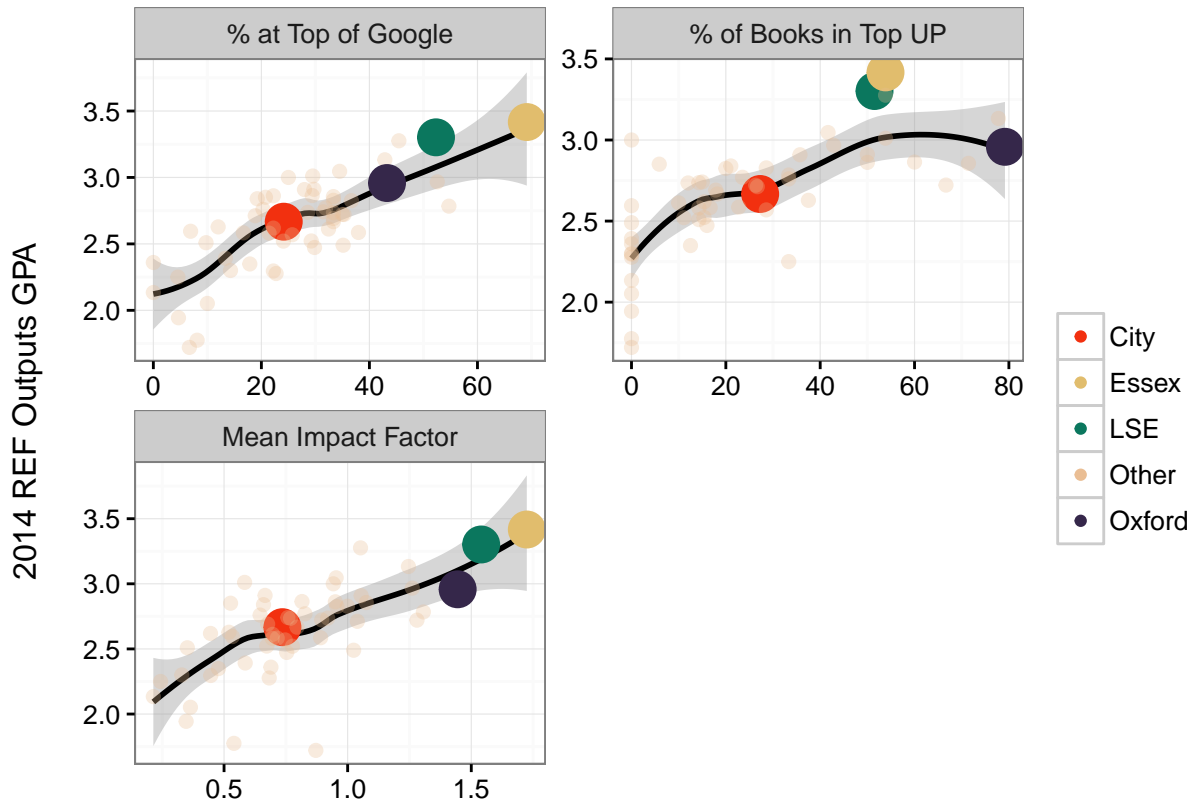 % at Top of Google
% of Books in Top UP
3.5
3.0
2.5
2.0
0
20
40
60
3.5
3.0
2.5
2.0
0
20
40
60
80
2014 REF Outputs GPA
Mean Impact Factor
3.5
3.0
2.5
2.0
0.5
1.0
1.5
City
Essex
LSE
Other
Oxford